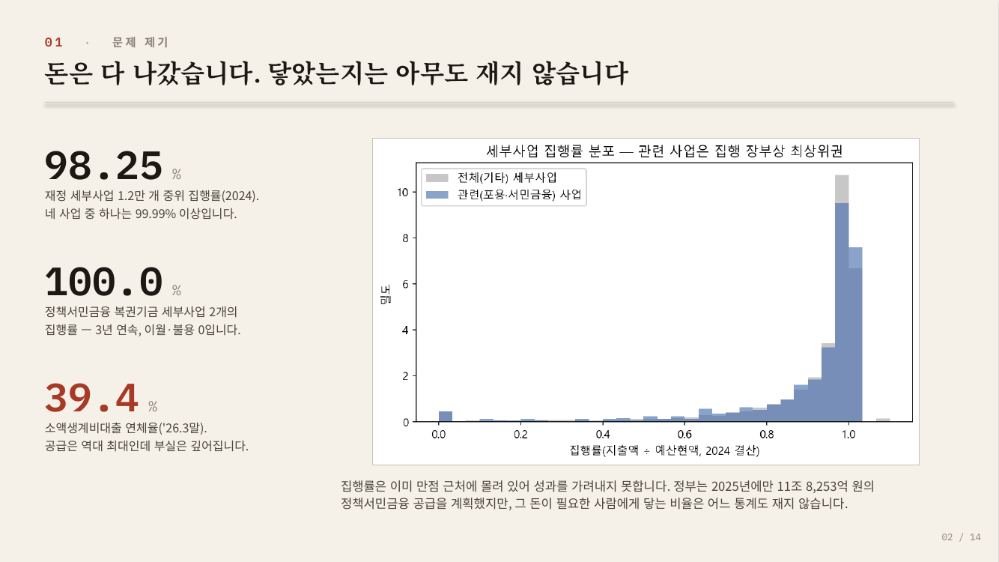 01 · 문제 제기
돈은 다 나갔습니다. 닿았는지는 아무도 재지 않습니다
98.25 %
재정 세부사업 1.2만 개 중위 집행률(2024).
네 사업 중 하나는 99.99% 이상입니다.
100.0 %
정책서민금융 복권기금 세부사업 2개의
집행률 — 3년 연속, 이월·불용 0입니다.
39.4 %
소액생계비대출 연체율('26.3말).
공급은 역대 최대인데 부실은 깊어집니다.
세부사업 집행률 분포 — 관련 사업은 집행 장부상 최상위권
전체(기타) 세부사업
관련(포용·서민금융) 사업
밀도
10
8
6
4
2
0
0.0 0.2 0.4 0.6 0.8 1.0
집행률(지출액 ÷ 예산현액, 2024 결산)
집행률은 이미 만점 근처에 몰려 있어 성과를 가려내지 못합니다. 정부는 2025년에만 11조 8,253억 원의
정책서민금융 공급을 계획했지만, 그 돈이 필요한 사람에게 닿는 비율은 어느 통계도 재지 않습니다.
02 / 14